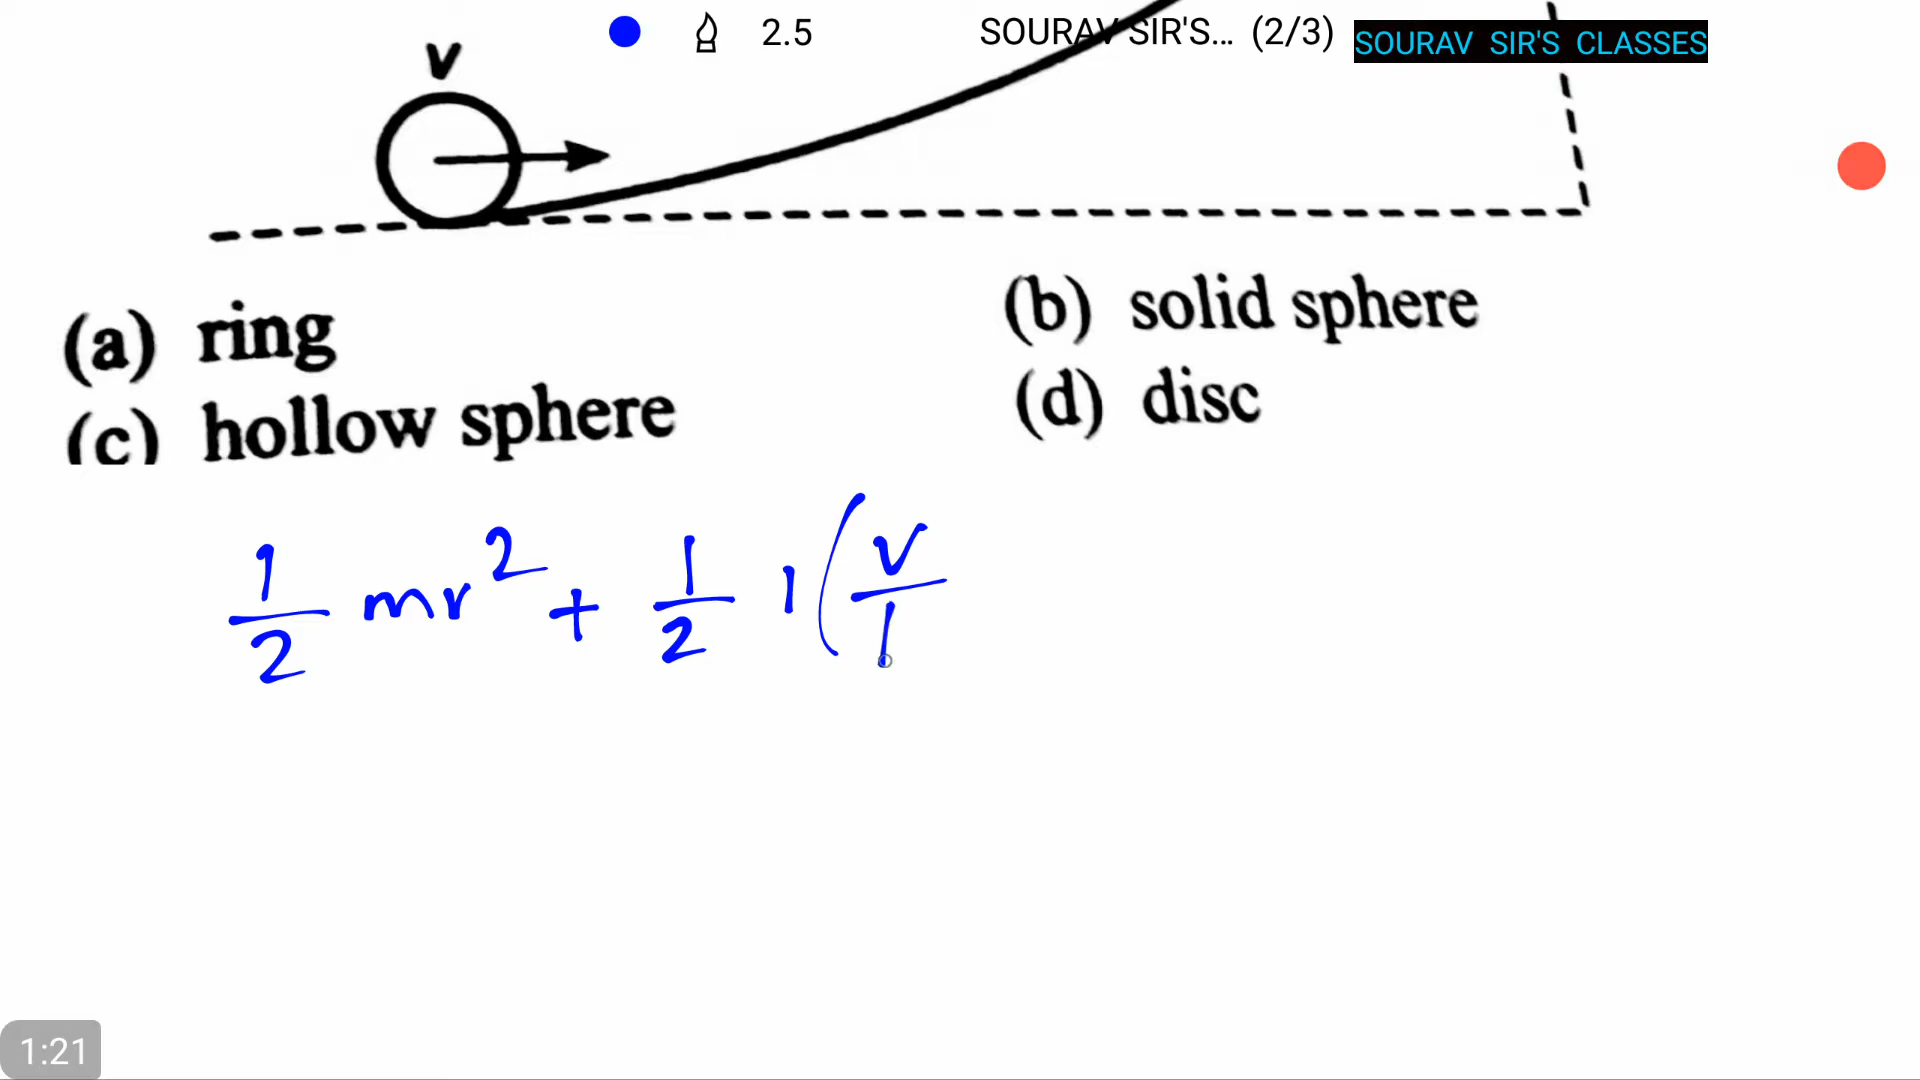 2.5 SOURAV SIR'S... (2/3) SOURAV SIR'S CLASSES
v
(a) ring (b) solid sphere
(c) hollow sphere (d) disc
1/2 mv² + 1/2 I (v/
1:21